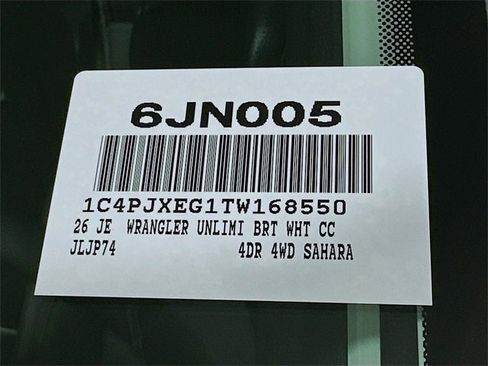 6JN005
1C4PJXEG1TW168550
26 JE WRANGLER UNLIMI BRT WHT CC
JLJP74 4DR 4WD SAHARA